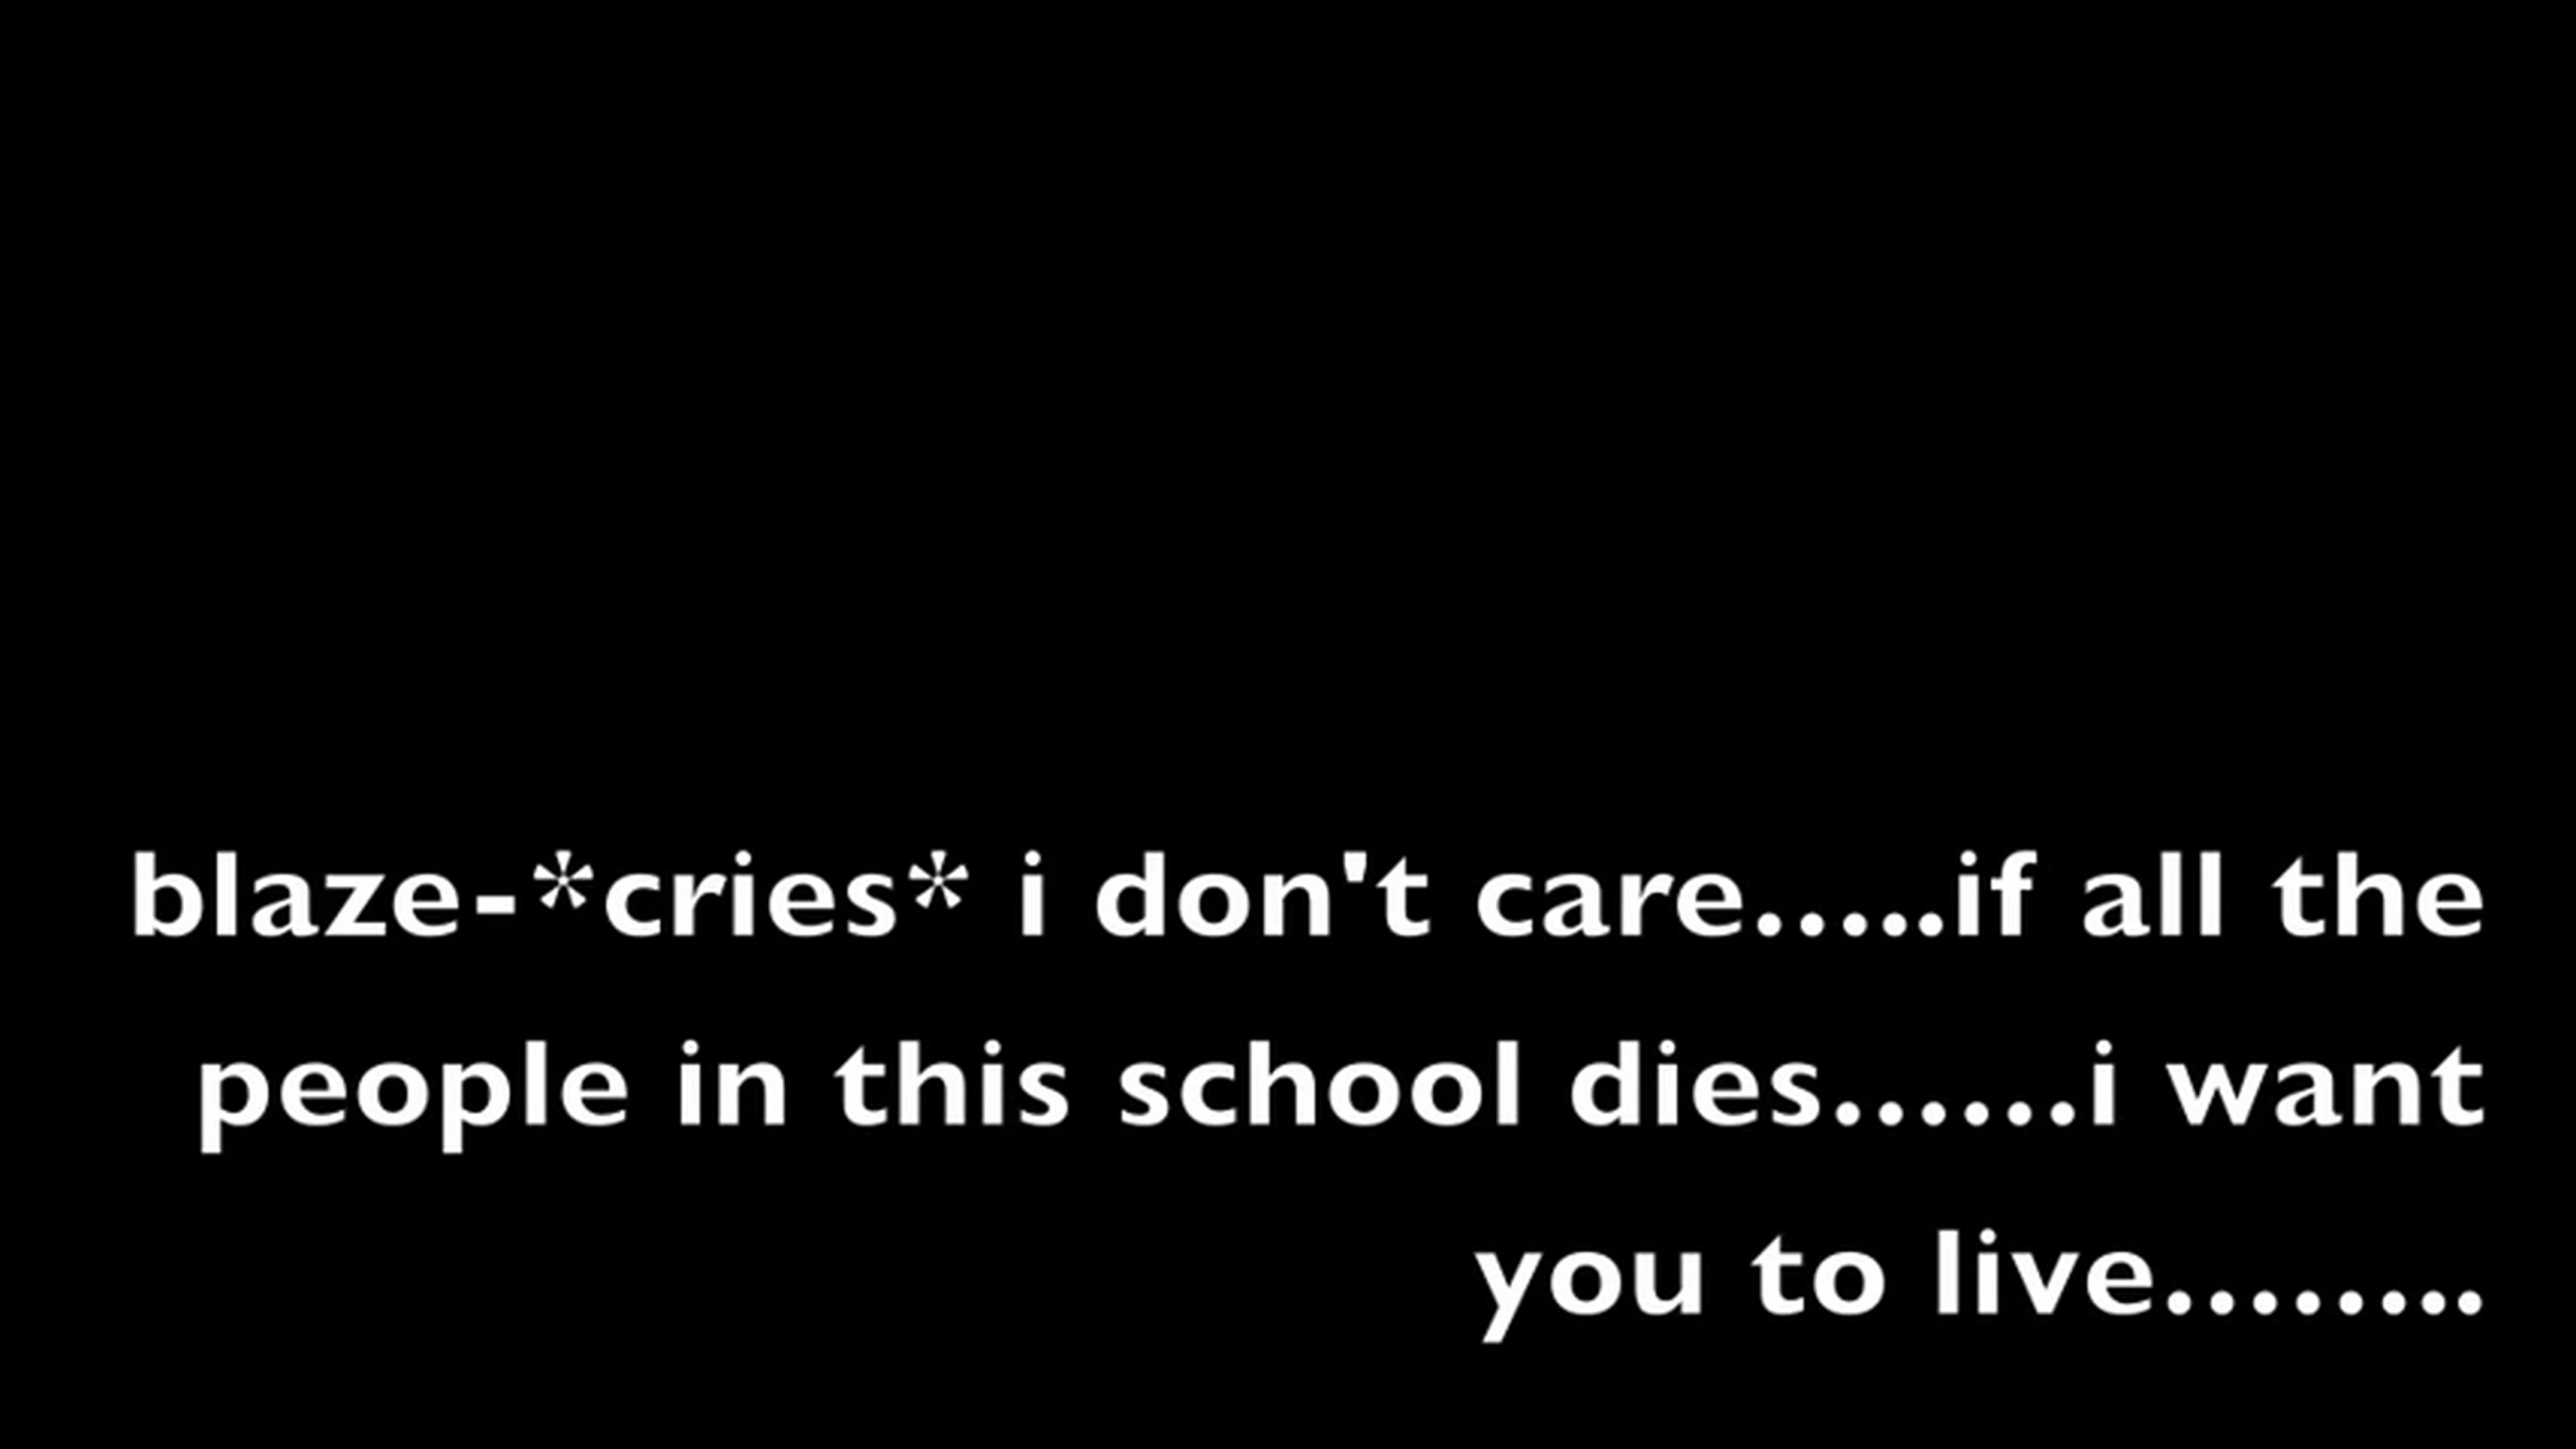 blaze-*cries* i don't care.....if all the
people in this school dies......i want
you to live........